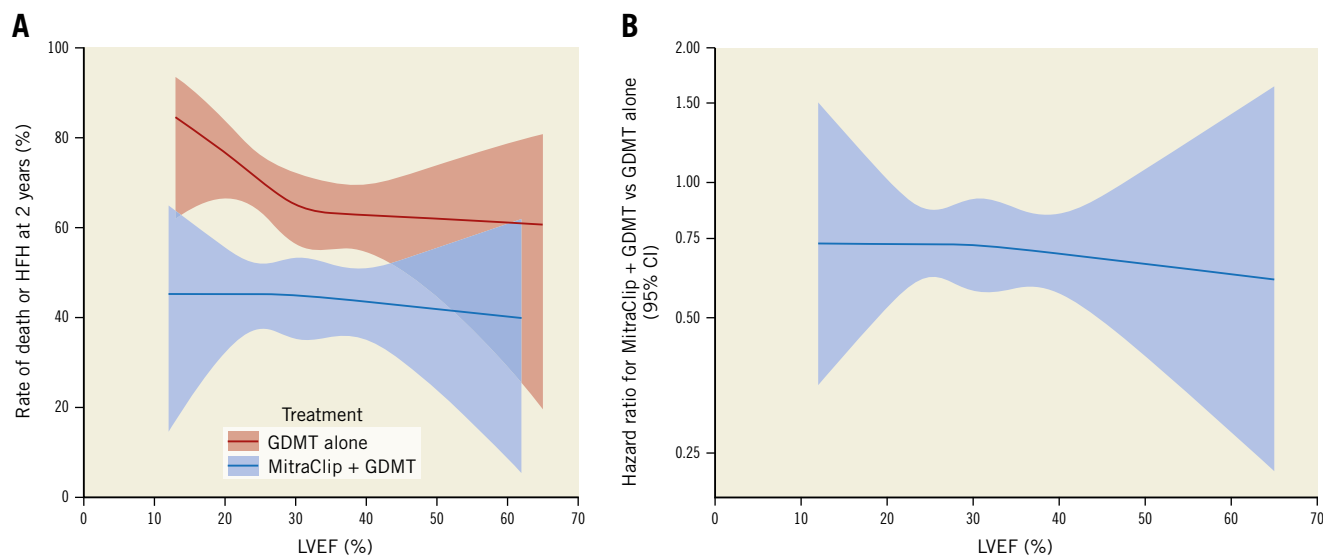 A
Rate of death or HFH at 2 years (%)
100
80
60
40
20
0
Treatment
GDMT alone
MitraClip + GDMT
0 10 20 30 40 50 60 70
LVEF (%)
B
Hazard ratio for MitraClip + GDMT vs GDMT alone
(95% CI)
2.00
1.50
1.00
0.75
0.50
0.25
0 10 20 30 40 50 60 70
LVEF (%)